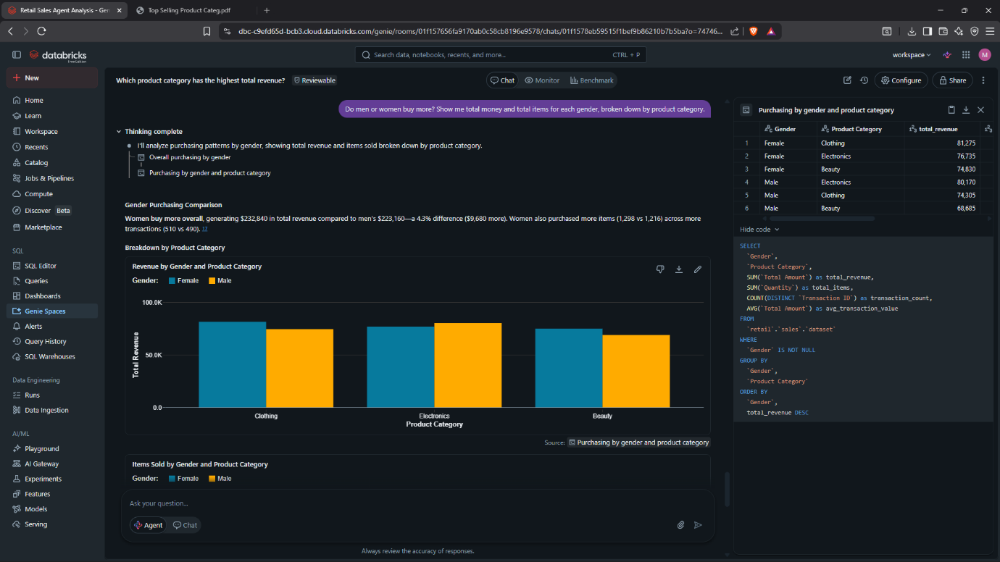 Retail Sales Agent Analysis - Gen
Top Selling Product Categ.pdf
dbc-c9efd65d-bcb3.cloud.databricks.com/genie/rooms/01f157656fa9170ab0c58cb8196e9578/chats/01f1578eb59515f1bef9b86210b7b5ba?o=74746...
databricks
Free Edition
Search data, notebooks, recents, and more...
CTRL + P
workspace
M
New
Home
Learn
Workspace
Recents
Catalog
Jobs & Pipelines
Compute
Discover Beta
Marketplace
SQL
SQL Editor
Queries
Dashboards
Genie Spaces
Alerts
Query History
SQL Warehouses
Data Engineering
Runs
Data Ingestion
AI/ML
Playground
AI Gateway
Experiments
Features
Models
Serving
Which product category has the highest total revenue?
Reviewable
Chat
Monitor
Benchmark
Configure
Share
Do men or women buy more? Show me total money and total items for each gender, broken down by product category.
Thinking complete
I'll analyze purchasing patterns by gender, showing total revenue and items sold broken down by product category.
Overall purchasing by gender
Purchasing by gender and product category
Gender Purchasing Comparison
Women buy more overall, generating $232,840 in total revenue compared to men's $223,160—a 4.3% difference ($9,680 more). Women also purchased more items (1,298 vs 1,216) across more
transactions (510 vs 490).
Breakdown by Product Category
Revenue by Gender and Product Category
Gender: Female Male
100.0K
50.0K
0.0
Total Revenue
Clothing
Electronics
Beauty
Product Category
Source: Purchasing by gender and product category
Items Sold by Gender and Product Category
Gender: Female Male
Ask your question...
Agent
Chat
Always review the accuracy of responses.
Purchasing by gender and product category
Gender Product Category total_revenue
1 Female Clothing 81,275
2 Female Electronics 76,735
3 Female Beauty 74,830
4 Male Electronics 80,170
5 Male Clothing 74,305
6 Male Beauty 68,685
Hide code
SELECT
`Gender`,
`Product Category`,
SUM(`Total Amount`) as total_revenue,
SUM(`Quantity`) as total_items,
COUNT(DISTINCT `Transaction ID`) as transaction_count,
AVG(`Total Amount`) as avg_transaction_value
FROM
`retail`.`sales`.`dataset`
WHERE
`Gender` IS NOT NULL
GROUP BY
`Gender`,
`Product Category`
ORDER BY
`Gender`,
total_revenue DESC